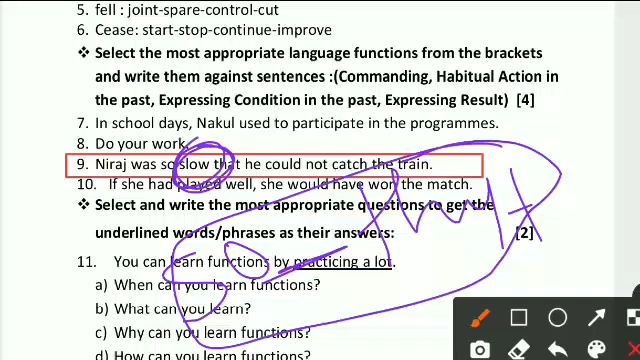 5. fell : joint-spare-control-cut
6. Cease: start-stop-continue-improve
❖ Select the most appropriate language functions from the brackets
and write them against sentences :(Commanding, Habitual Action in
the past, Expressing Condition in the past, Expressing Result) [4]
7. In school days, Nakul used to participate in the programmes.
8. Do your work.
9. Niraj was so slow that he could not catch the train.
10. If she had played well, she would have won the match.
❖ Select and write the most appropriate questions to get the
underlined words/phrases as their answers: [2]
So-that
11. You can learn functions by practicing a lot.
a) When can you learn functions?
b) What can you learn?
c) Why can you learn functions?
d) How can you learn functions?